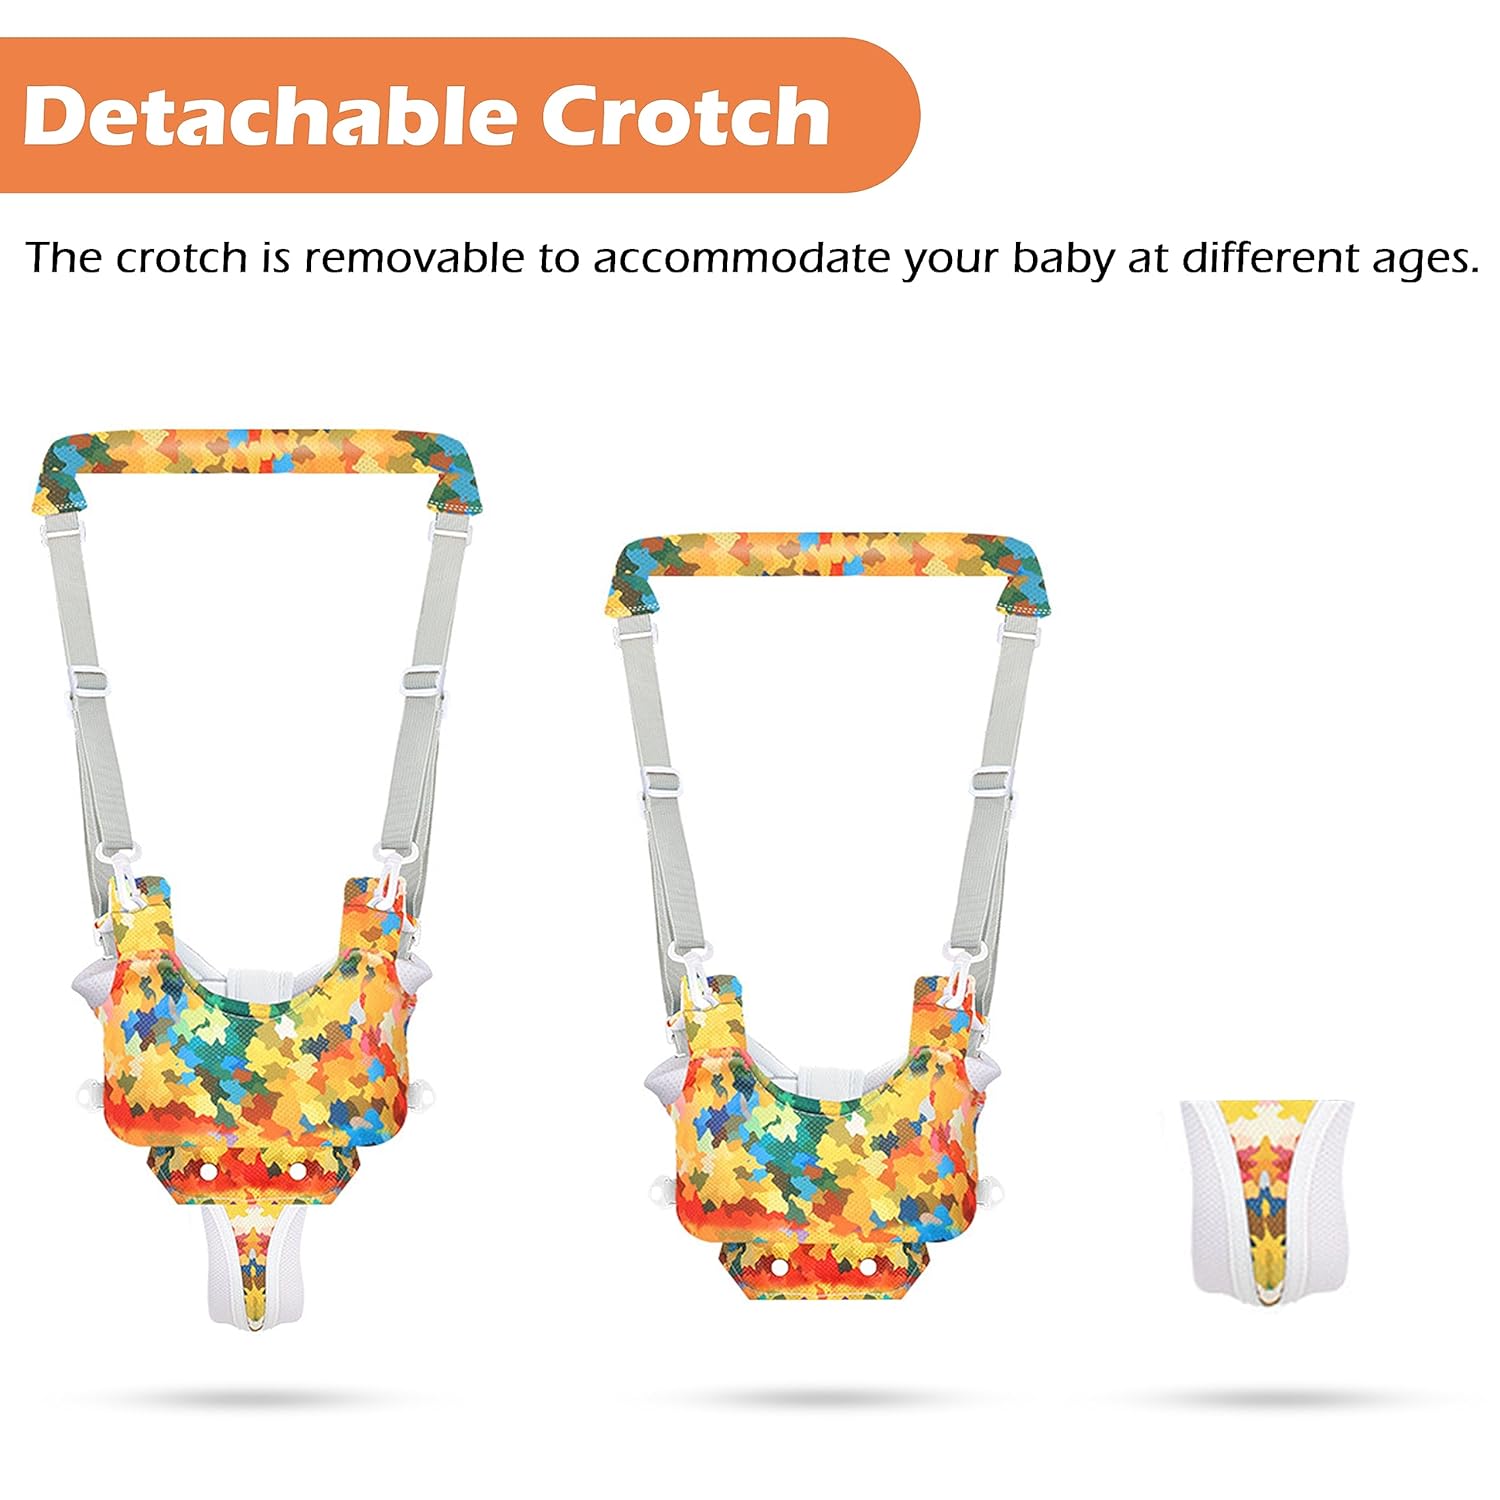 Detachable Crotch
The crotch is removable to accommodate your baby at different ages.